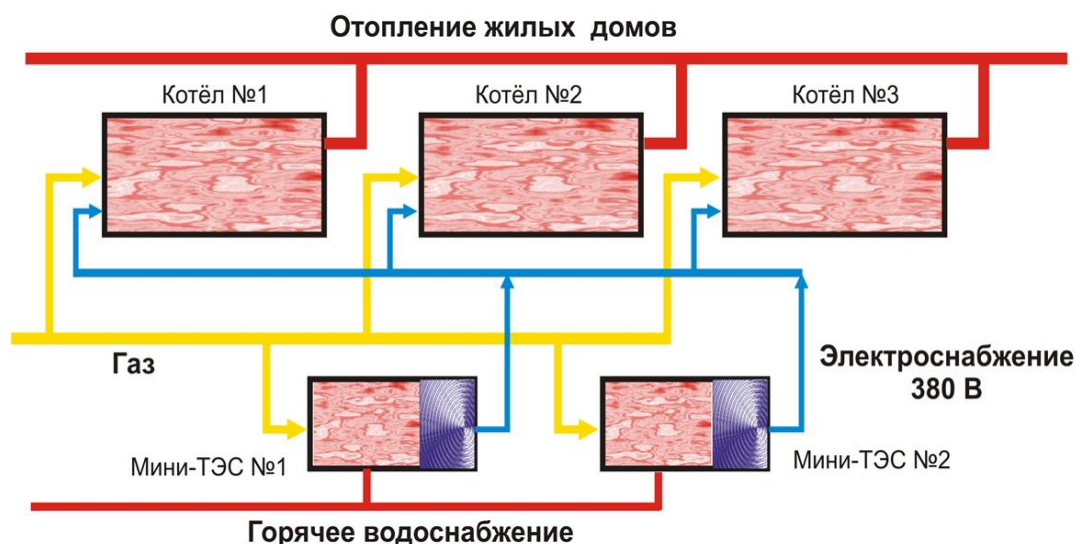 Отопление жилых домов
Котёл №1
Котёл №2
Котёл №3
Газ
Электроснабжение
380 В
Мини-ТЭС №1
Мини-ТЭС №2
Горячее водоснабжение